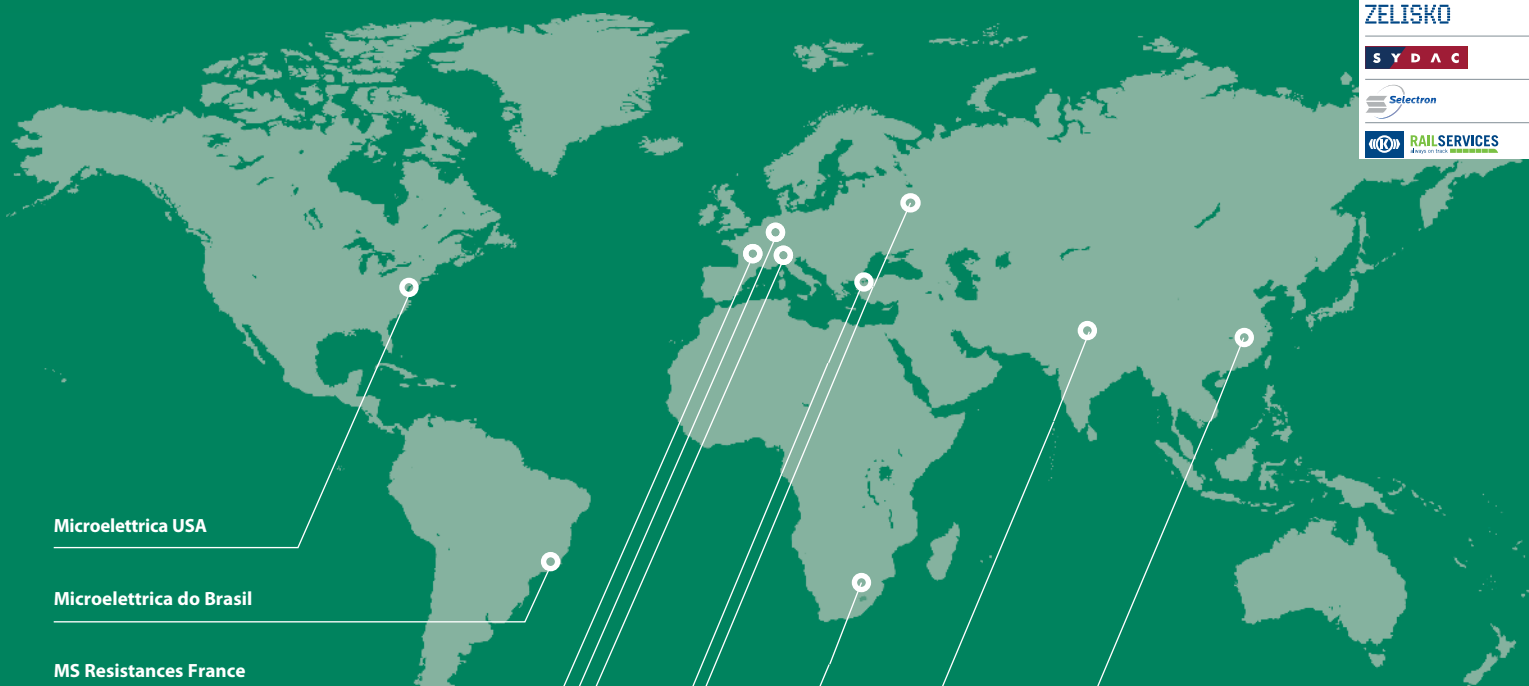 ZELISKO
SYDAC
Selectron
K RAILSERVICES
always on track
Microelettrica USA
Microelettrica do Brasil
MS Resistances France